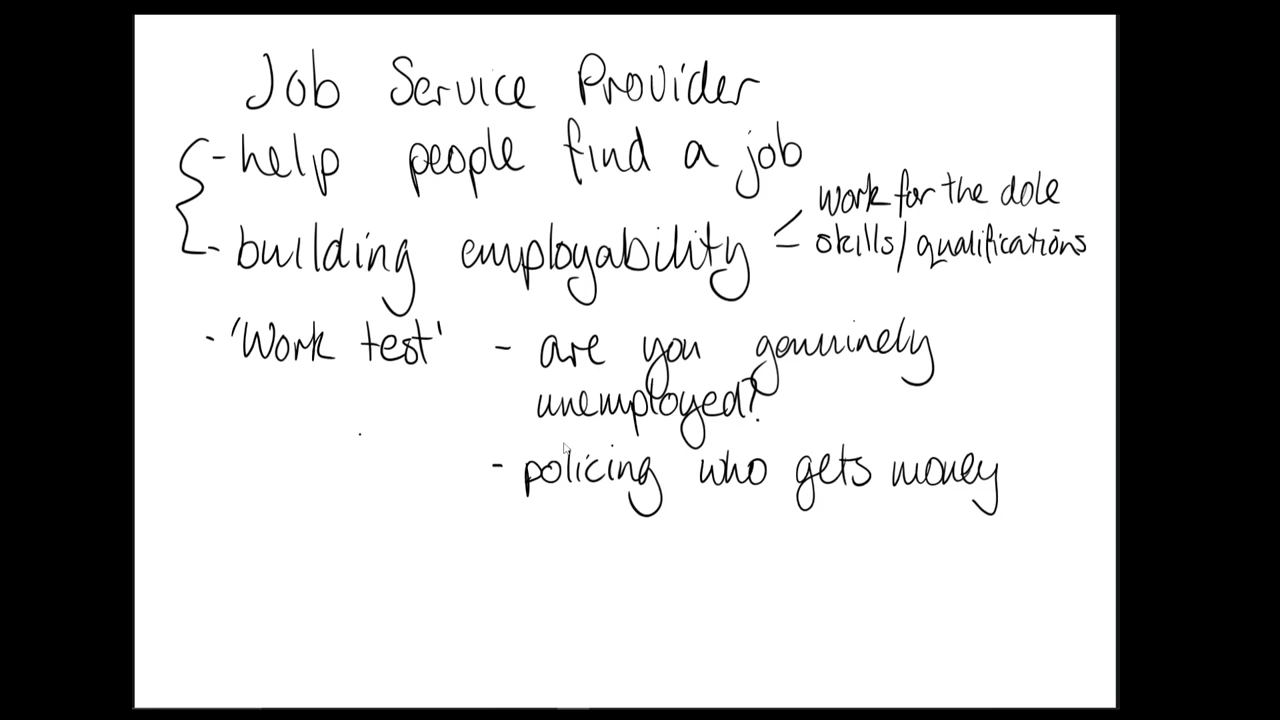 Job Service Provider
- help people find a job
- building employability - work for the dole
- skills/qualifications
- 'Work test' - are you genuinely
unemployed?
- policing who gets money